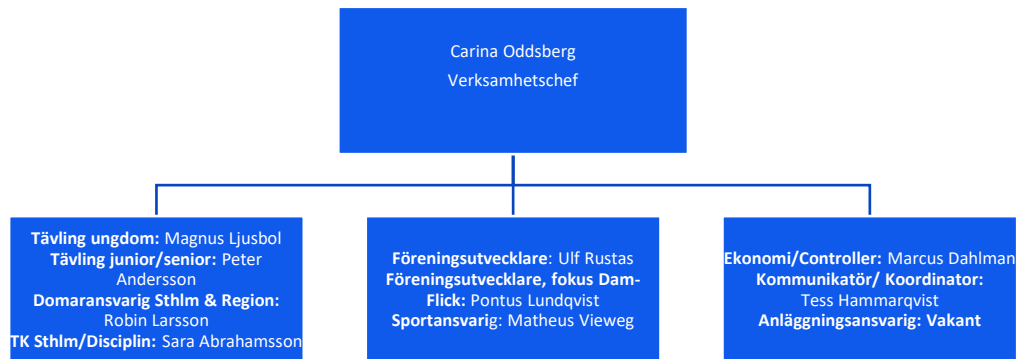 Carina Oddsberg
Verksamhetschef
Tävling ungdom: Magnus Ljusbol
Tävling junior/senior: Peter
Andersson
Domaransvarig Sthlm & Region:
Robin Larsson
TK Sthlm/Disciplin: Sara Abrahamsson
Föreningsutvecklare: Ulf Rustas
Föreningsutvecklare, fokus Dam-
Flick: Pontus Lundqvist
Sportansvarig: Matheus Vieweg
Ekonomi/Controller: Marcus Dahlman
Kommunikatör/ Koordinator:
Tess Hammarqvist
Anläggningsansvarig: Vakant